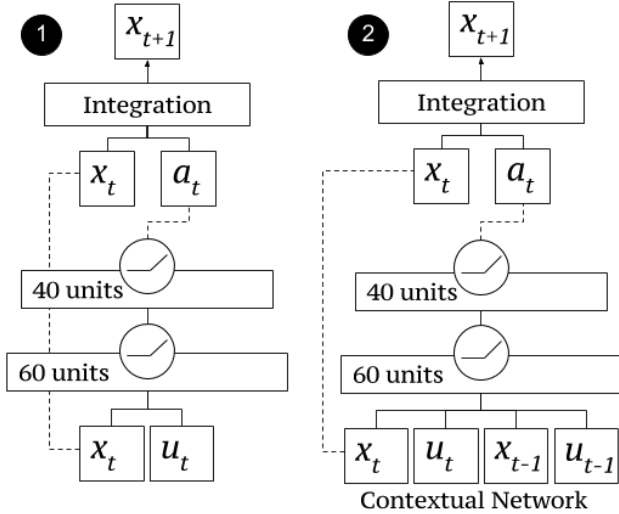 1
x_{t+1}
Integration
x_t
a_t
40 units
60 units
x_t
u_t
2
x_{t+1}
Integration
x_t
a_t
40 units
60 units
x_t
u_t
x_{t-1}
u_{t-1}
Contextual Network